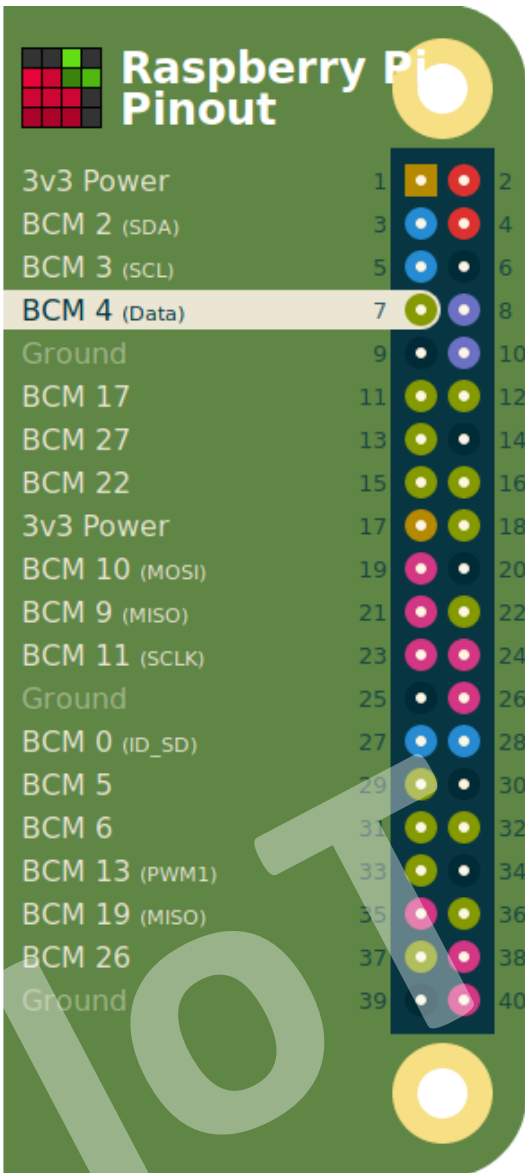 Raspberry Pi
Pinout
3v3 Power 1 2
BCM 2 (SDA) 3 4
BCM 3 (SCL) 5 6
BCM 4 (Data) 7 8
Ground 9 10
BCM 17 11 12
BCM 27 13 14
BCM 22 15 16
3v3 Power 17 18
BCM 10 (MOSI) 19 20
BCM 9 (MISO) 21 22
BCM 11 (SCLK) 23 24
Ground 25 26
BCM 0 (ID_SD) 27 28
BCM 5 29 30
BCM 6 31 32
BCM 13 (PWM1) 33 34
BCM 19 (MISO) 35 36
BCM 26 37 38
Ground 39 40
IoT